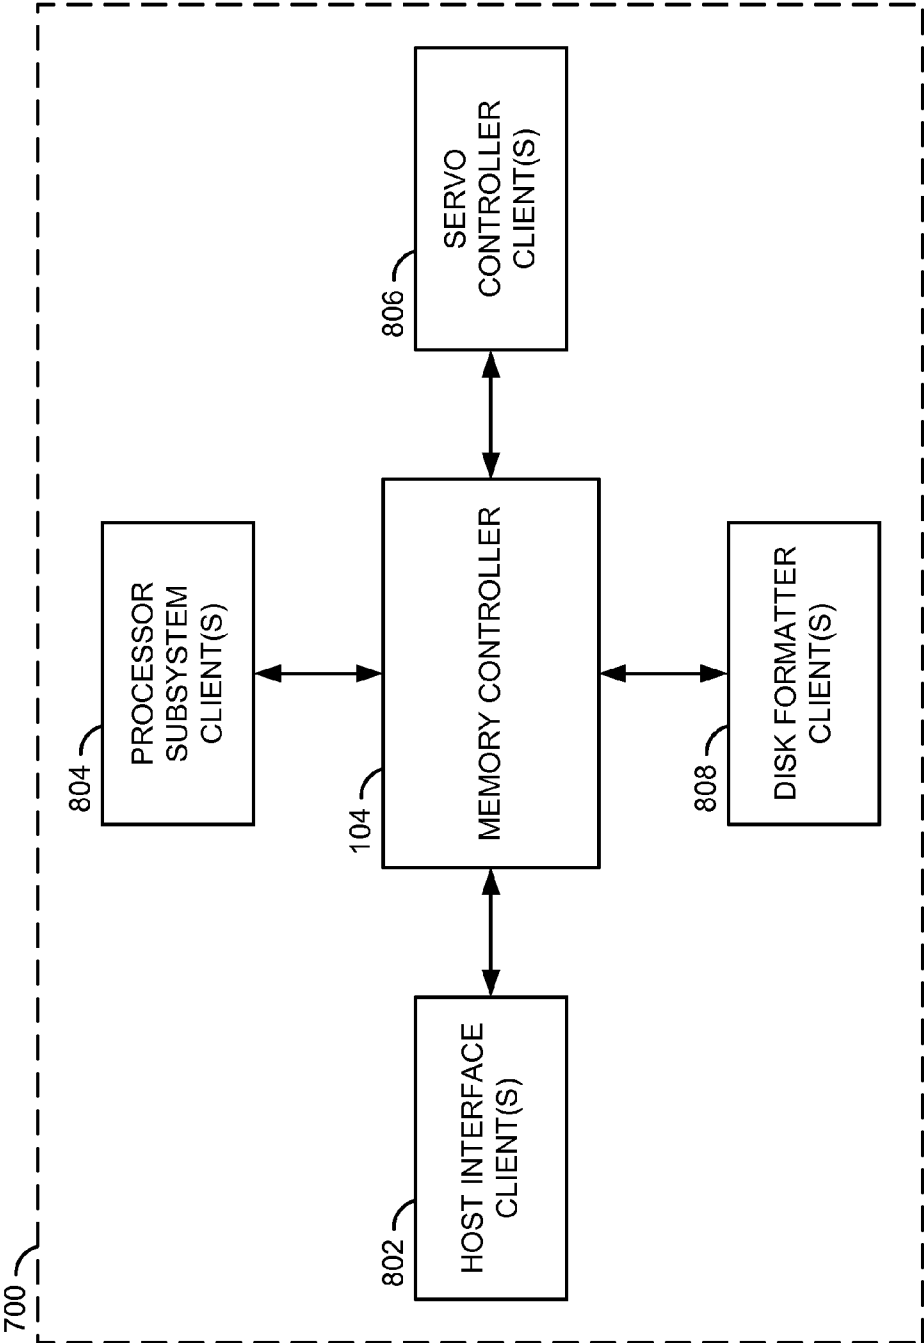 700
804
PROCESSOR
SUBSYSTEM
CLIENT(S)
802
HOST INTERFACE
CLIENT(S)
104
MEMORY CONTROLLER
806
SERVO
CONTROLLER
CLIENT(S)
808
DISK FORMATTER
CLIENT(S)